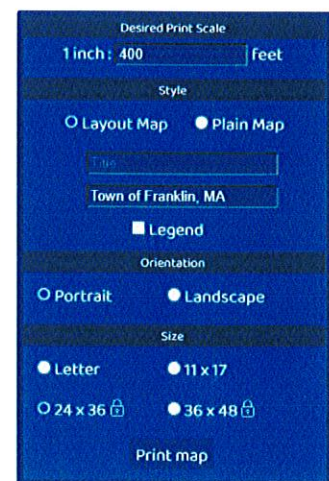 Desired Print Scale
1 inch: 400 feet
Style
Layout Map Plain Map
Title
Town of Franklin, MA
Legend
Orientation
Portrait Landscape
Size
Letter 11 x 17
24 x 36 36 x 48
Print map